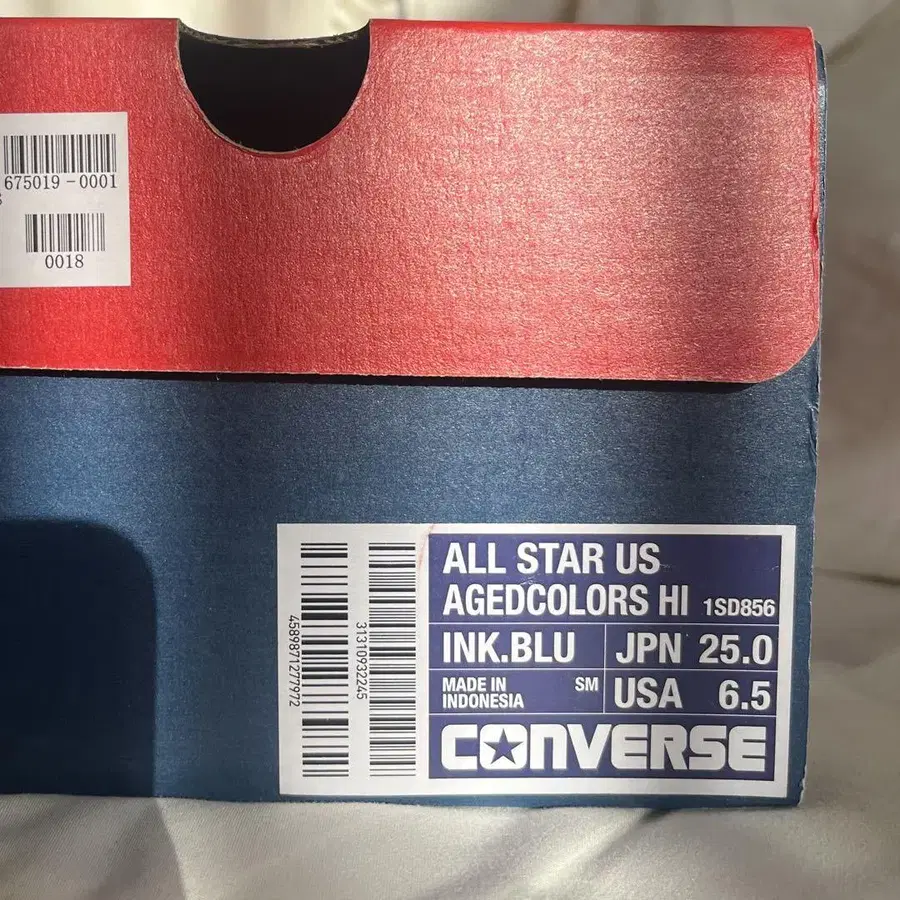 675019-0001
0018
ALL STAR US
AGEDCOLORS HI 1SD856
INK.BLU JPN 25.0
MADE IN INDONESIA SM USA 6.5
CONVERSE
4589871277972
31310932245